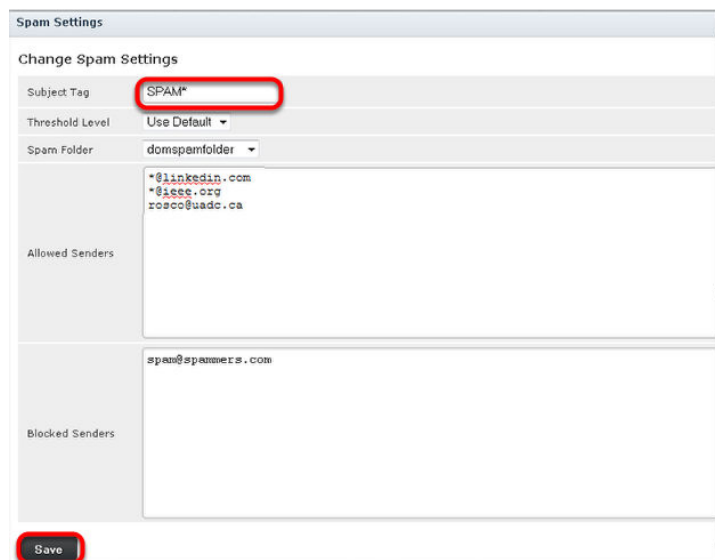 Spam Settings
Change Spam Settings
Subject Tag SPAM*
Threshold Level Use Default
Spam Folder domspamfolder
Allowed Senders
*@linkedin.com
*@ieee.org
rosco@uadc.ca
Blocked Senders
spam@spammers.com
Save